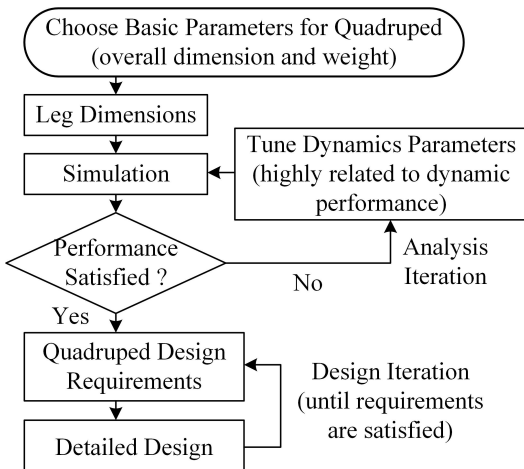 Choose Basic Parameters for Quadruped
(overall dimension and weight)
Leg Dimensions
Tune Dynamics Parameters
(highly related to dynamic
performance)
Simulation
Performance
Satisfied ?
No
Analysis
Iteration
Yes
Quadruped Design
Requirements
Design Iteration
(until requirements
are satisfied)
Detailed Design